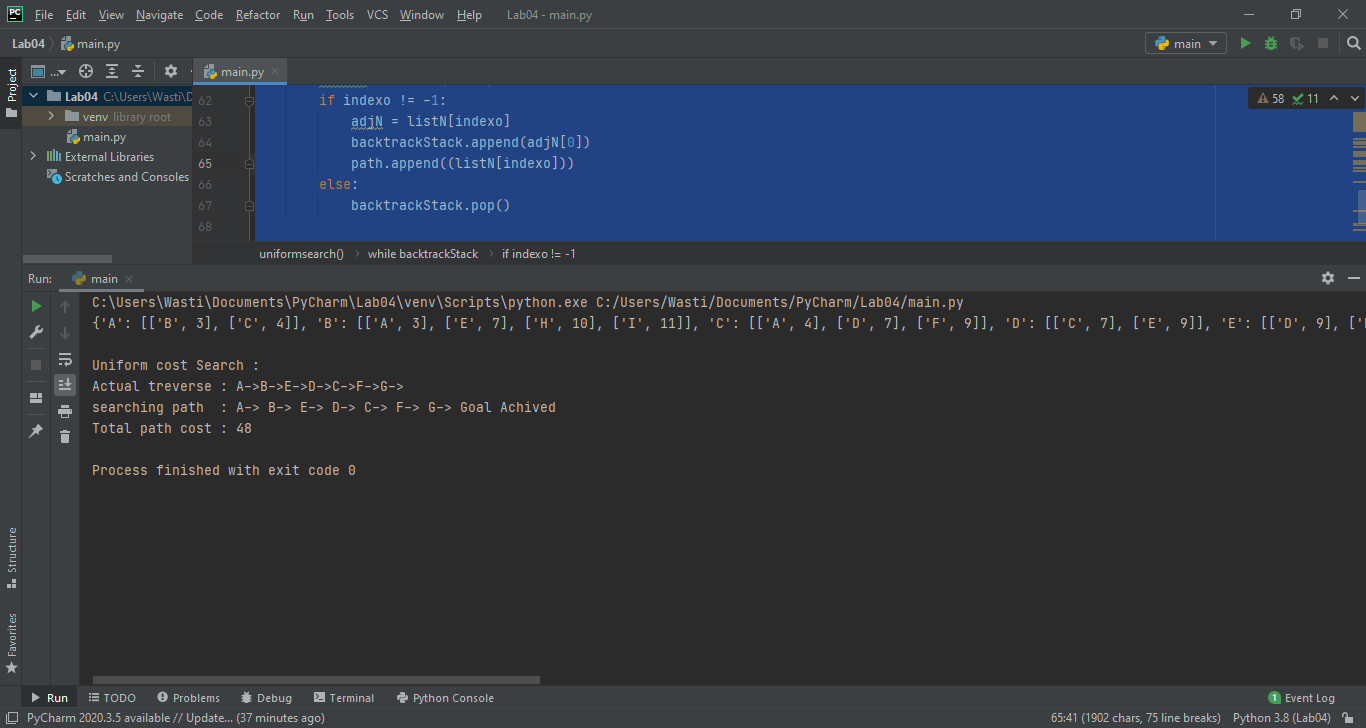 File Edit View Navigate Code Refactor Run Tools VCS Window Help Lab04 - main.py
Lab04 main.py main
Project ... main.py
Lab04 C:\Users\Wasti\D
venv library root
main.py
External Libraries
Scratches and Consoles
62 if indexo != -1:
63 adjN = listN[indexo]
64 backtrackStack.append(adjN[0])
65 path.append((listN[indexo]))
66 else:
67 backtrackStack.pop()
68
58 11
uniformsearch() while backtrackStack if indexo != -1
Run: main
C:\Users\Wasti\Documents\PyCharm\Lab04\venv\Scripts\python.exe C:/Users/Wasti/Documents/PyCharm/Lab04/main.py
{'A': [['B', 3], ['C', 4]], 'B': [['A', 3], ['E', 7], ['H', 10], ['I', 11]], 'C': [['A', 4], ['D', 7], ['F', 9]], 'D': [['C', 7], ['E', 9]], 'E': [['D', 9], ['
Uniform cost Search :
Actual treverse : A->B->E->D->C->F->G->
searching path  : A-> B-> E-> D-> C-> F-> G-> Goal Achived
Total path cost : 48
Process finished with exit code 0
Structure
Favorites
Run TODO Problems Debug Terminal Python Console 1 Event Log
PyCharm 2020.3.5 available // Update... (37 minutes ago) 65:41 (1902 chars, 75 line breaks) Python 3.8 (Lab04)